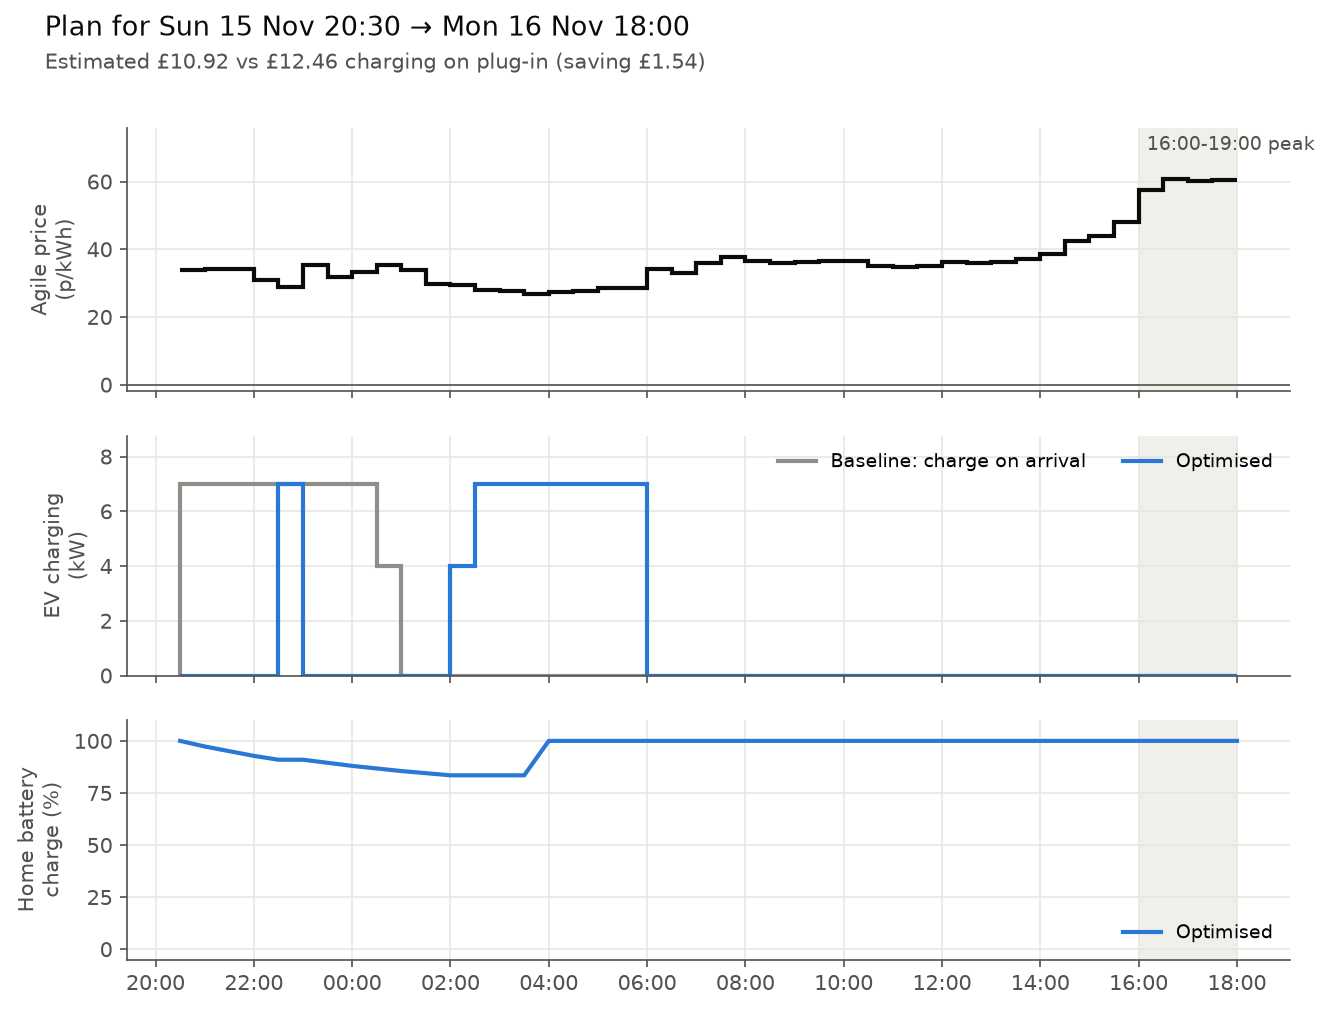 Plan for Sun 15 Nov 20:30 → Mon 16 Nov 18:00
Estimated £10.92 vs £12.46 charging on plug-in (saving £1.54)
16:00-19:00 peak
Agile price
(p/kWh)
60
40
20
0
Baseline: charge on arrival
Optimised
EV charging
(kW)
8
6
4
2
0
Home battery
charge (%)
100
75
50
25
0
Optimised
20:00 22:00 00:00 02:00 04:00 06:00 08:00 10:00 12:00 14:00 16:00 18:00